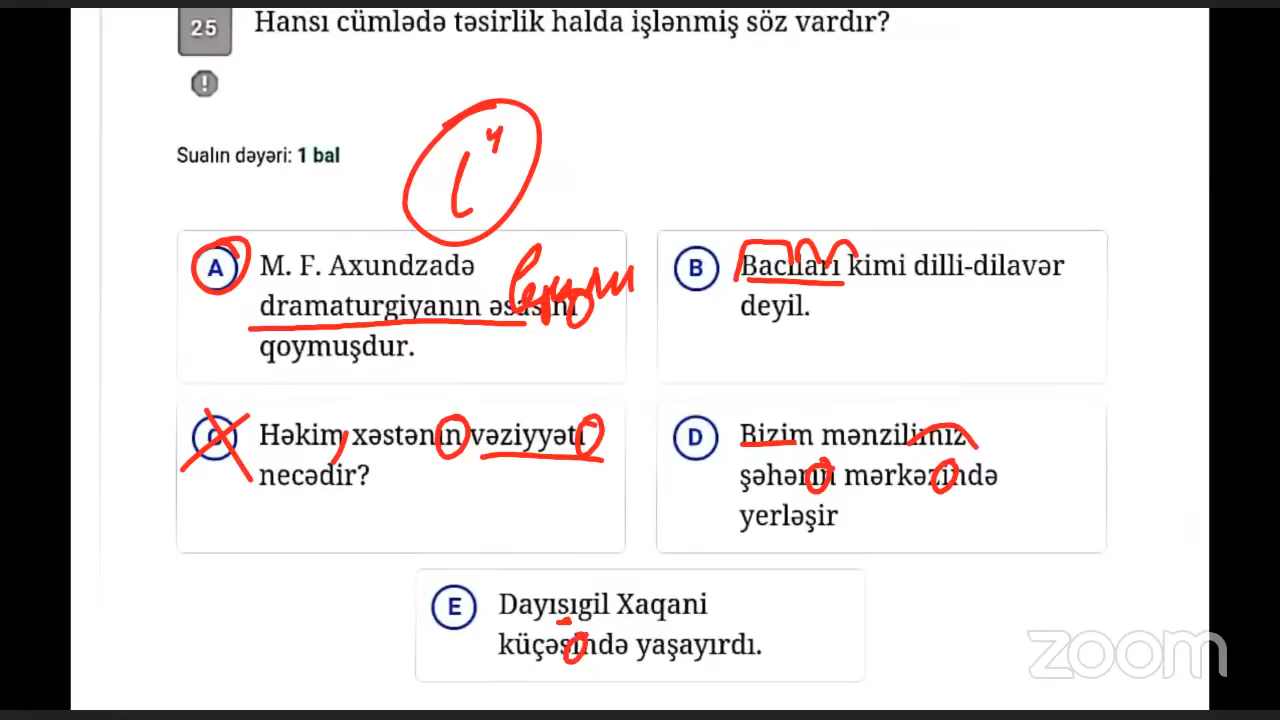 25
Hansı cümlədə təsirlik halda işlənmiş söz vardır?
Sualın dəyəri: 1 bal
A
M. F. Axundzadə
dramaturgiyanın əsasını
qoymuşdur.
B
Bacıları kimi dilli-dilavər
deyil.
C
Həkim, xəstənin vəziyyəti
necədir?
D
Bizim mənzilimiz
şəhərin mərkəzində
yerləşir
E
Dayısıgil Xaqani
küçəsində yaşayırdı.
zoom